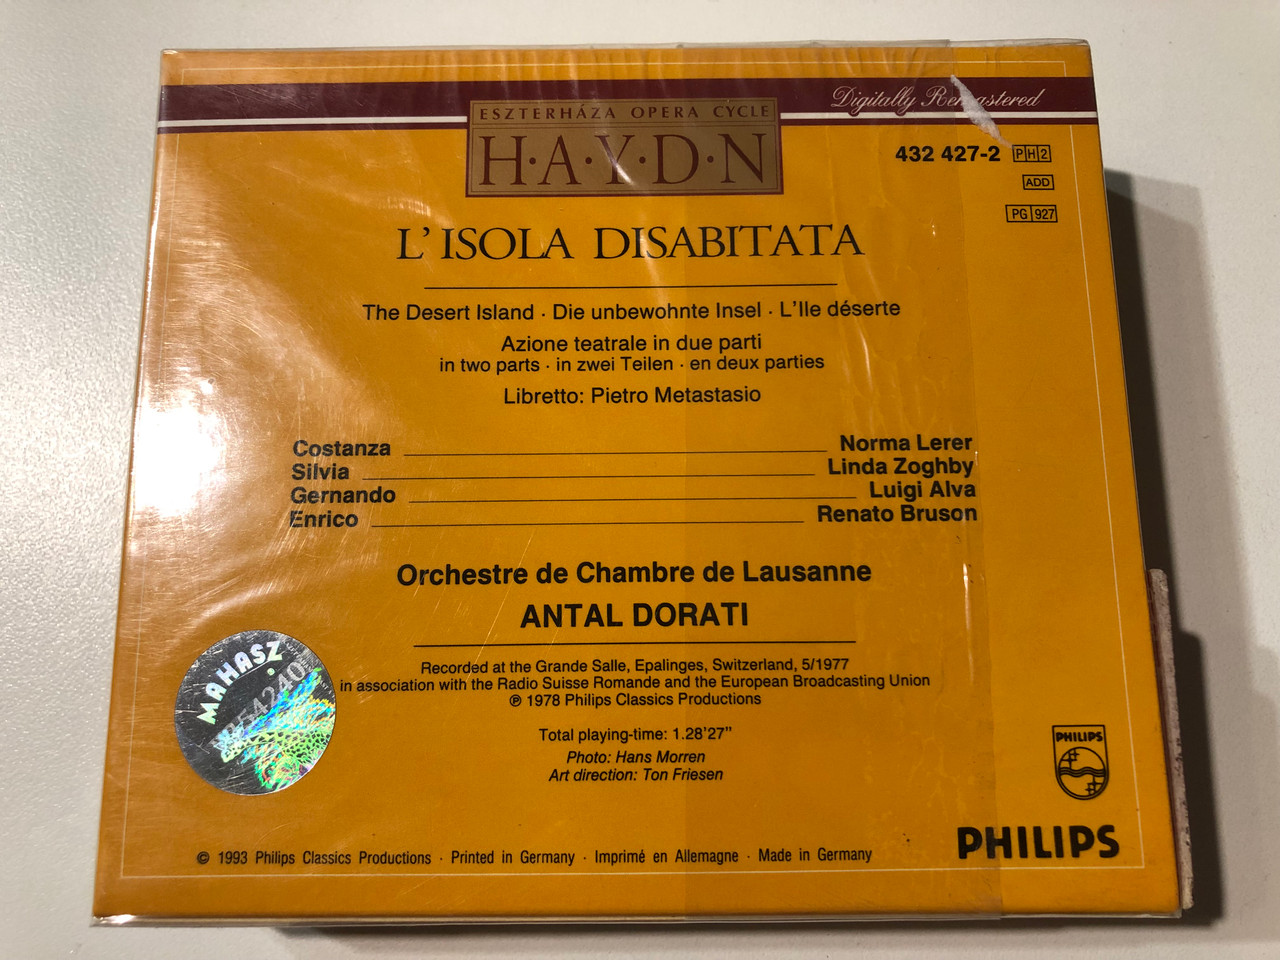 Digitally Remastered
ESZTERHÁZA OPERA CYCLE
H·A·Y·D·N
432 427-2 PH2
ADD
PG 927
L'ISOLA DISABITATA
The Desert Island · Die unbewohnte Insel · L'Ile déserte
Azione teatrale in due parti
in two parts · in zwei Teilen · en deux parties
Libretto: Pietro Metastasio
Costanza Norma Lerer
Silvia Linda Zoghby
Gernando Luigi Alva
Enrico Renato Bruson
Orchestre de Chambre de Lausanne
ANTAL DORATI
Recorded at the Grande Salle, Epalinges, Switzerland, 5/1977
in association with the Radio Suisse Romande and the European Broadcasting Union
℗ 1978 Philips Classics Productions
Total playing-time: 1.28'27"
Photo: Hans Morren
Art direction: Ton Friesen
MAHASZ
PHILIPS
PHILIPS
© 1993 Philips Classics Productions · Printed in Germany · Imprimé en Allemagne · Made in Germany